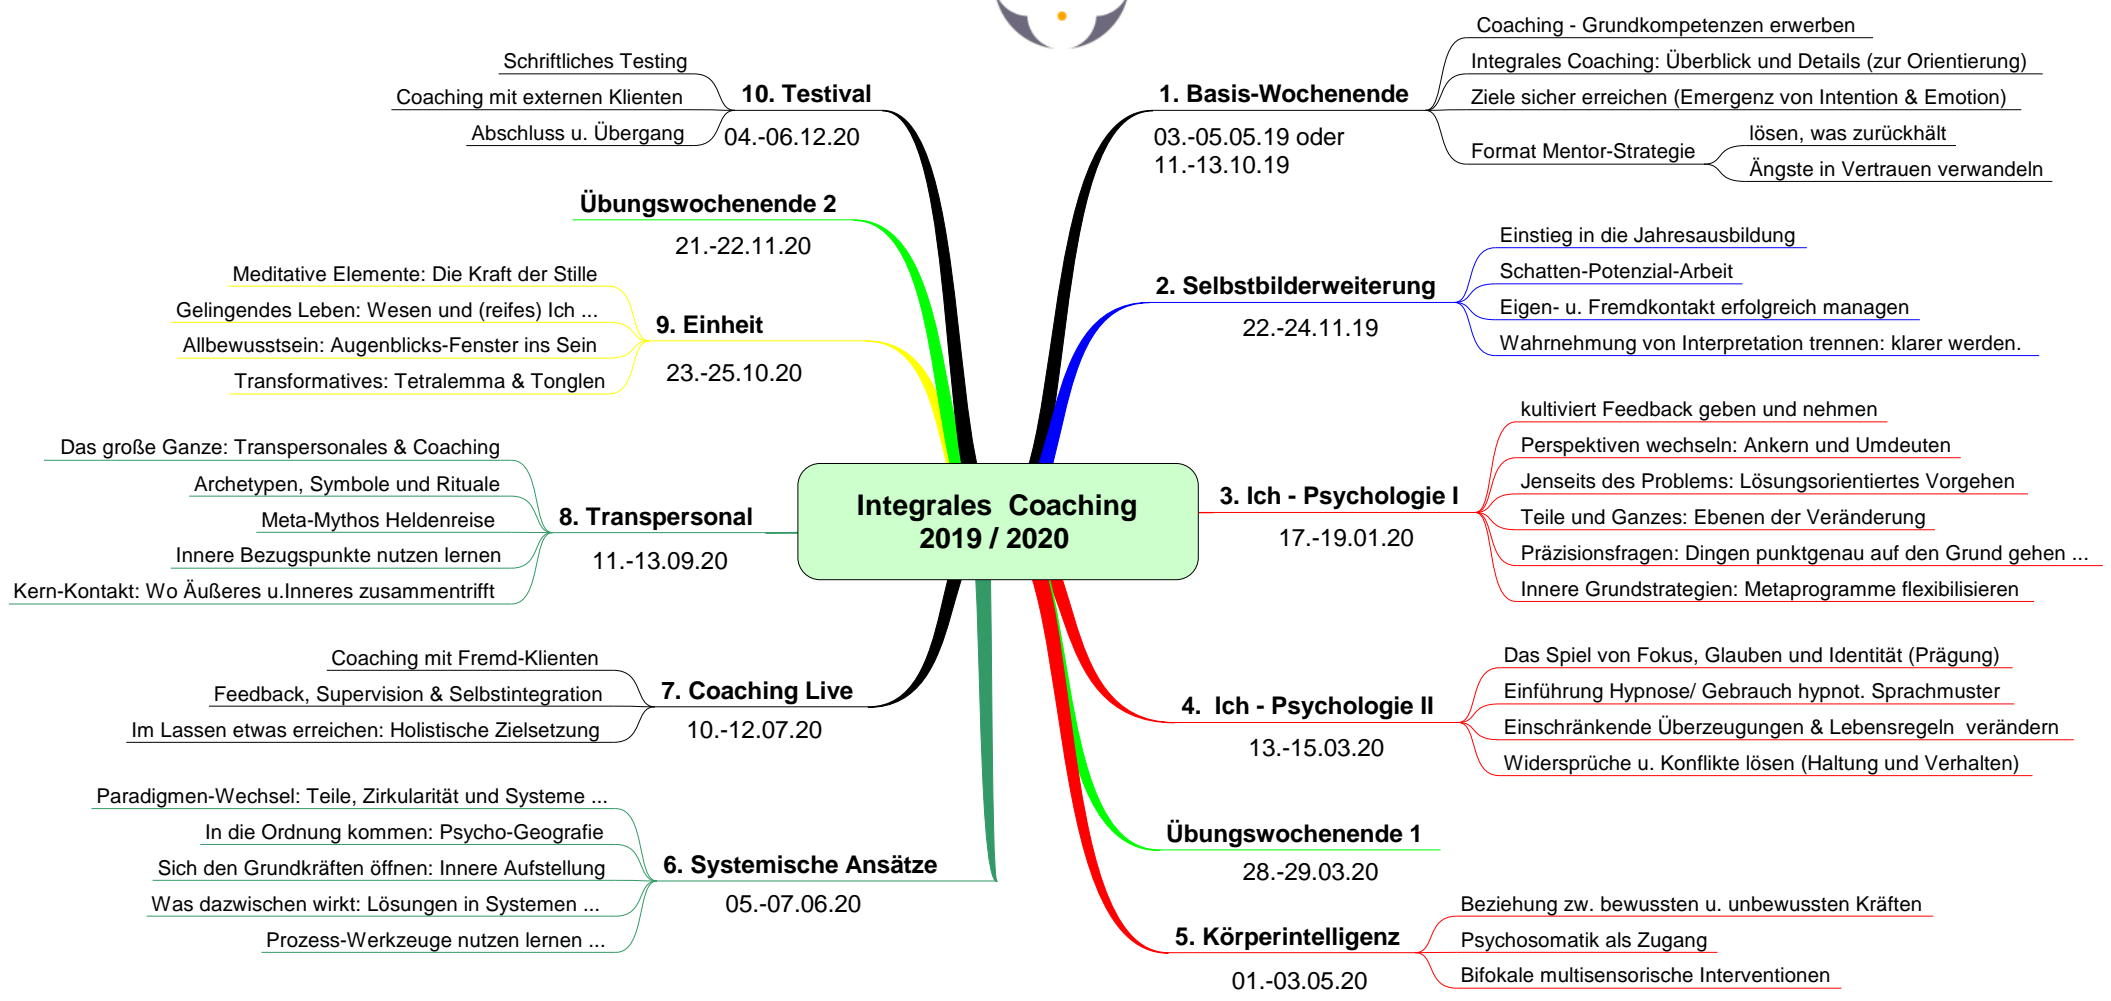 Integrales  Coaching
2019 / 2020
1. Basis-Wochenende
03.-05.05.19 oder
11.-13.10.19
Coaching - Grundkompetenzen erwerben
Integrales Coaching: Überblick und Details (zur Orientierung)
Ziele sicher erreichen (Emergenz von Intention & Emotion)
Format Mentor-Strategie
lösen, was zurückhält
Ängste in Vertrauen verwandeln
2. Selbstbilderweiterung
22.-24.11.19
Einstieg in die Jahresausbildung
Schatten-Potenzial-Arbeit
Eigen- u. Fremdkontakt erfolgreich managen
Wahrnehmung von Interpretation trennen: klarer werden.
3. Ich - Psychologie I
17.-19.01.20
kultiviert Feedback geben und nehmen
Perspektiven wechseln: Ankern und Umdeuten
Jenseits des Problems: Lösungsorientiertes Vorgehen
Teile und Ganzes: Ebenen der Veränderung
Präzisionsfragen: Dingen punktgenau auf den Grund gehen ...
Innere Grundstrategien: Metaprogramme flexibilisieren
4.  Ich - Psychologie II
13.-15.03.20
Das Spiel von Fokus, Glauben und Identität (Prägung)
Einführung Hypnose/ Gebrauch hypnot. Sprachmuster
Einschränkende Überzeugungen & Lebensregeln  verändern
Widersprüche u. Konflikte lösen (Haltung und Verhalten)
Übungswochenende 1
28.-29.03.20
5. Körperintelligenz
01.-03.05.20
Beziehung zw. bewussten u. unbewussten Kräften
Psychosomatik als Zugang
Bifokale multisensorische Interventionen
6. Systemische Ansätze
05.-07.06.20
Paradigmen-Wechsel: Teile, Zirkularität und Systeme ...
In die Ordnung kommen: Psycho-Geografie
Sich den Grundkräften öffnen: Innere Aufstellung
Was dazwischen wirkt: Lösungen in Systemen ...
Prozess-Werkzeuge nutzen lernen ...
7. Coaching Live
10.-12.07.20
Coaching mit Fremd-Klienten
Feedback, Supervision & Selbstintegration
Im Lassen etwas erreichen: Holistische Zielsetzung
8. Transpersonal
11.-13.09.20
Das große Ganze: Transpersonales & Coaching
Archetypen, Symbole und Rituale
Meta-Mythos Heldenreise
Innere Bezugspunkte nutzen lernen
Kern-Kontakt: Wo Äußeres u.Inneres zusammentrifft
9. Einheit
23.-25.10.20
Meditative Elemente: Die Kraft der Stille
Gelingendes Leben: Wesen und (reifes) Ich ...
Allbewusstsein: Augenblicks-Fenster ins Sein
Transformatives: Tetralemma & Tonglen
Übungswochenende 2
21.-22.11.20
10. Testival
04.-06.12.20
Schriftliches Testing
Coaching mit externen Klienten
Abschluss u. Übergang